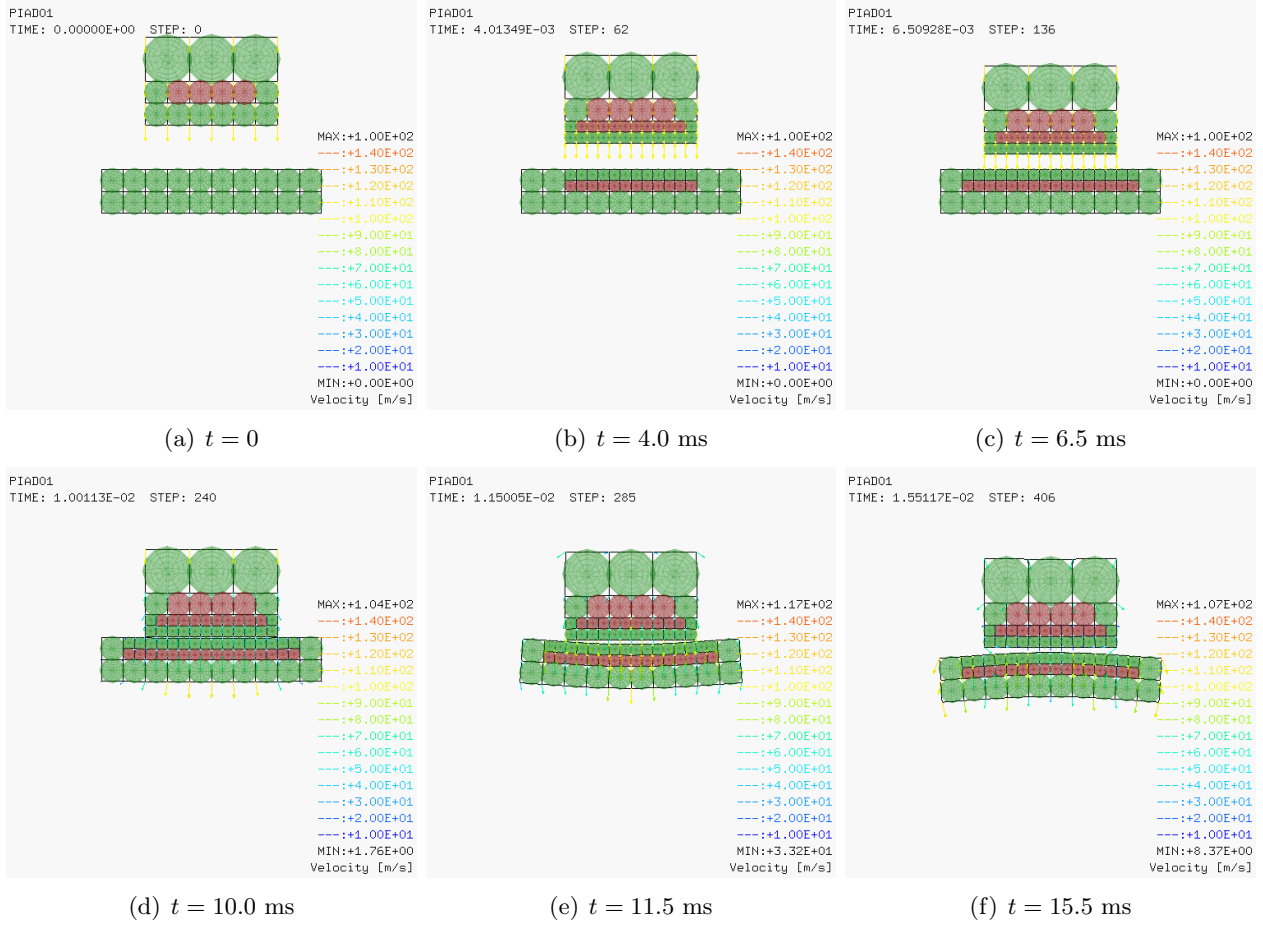 PIAD01
TIME: 0.00000E+00 STEP: 0
MAX:+1.00E+02
---:+1.40E+02
---:+1.30E+02
---:+1.20E+02
---:+1.10E+02
---:+1.00E+02
---:+9.00E+01
---:+8.00E+01
---:+7.00E+01
---:+6.00E+01
---:+5.00E+01
---:+4.00E+01
---:+3.00E+01
---:+2.00E+01
---:+1.00E+01
MIN:+0.00E+00
Velocity [m/s]
(a) t = 0
PIAD01
TIME: 4.01349E-03 STEP: 62
MAX:+1.00E+02
---:+1.40E+02
---:+1.30E+02
---:+1.20E+02
---:+1.10E+02
---:+1.00E+02
---:+9.00E+01
---:+8.00E+01
---:+7.00E+01
---:+6.00E+01
---:+5.00E+01
---:+4.00E+01
---:+3.00E+01
---:+2.00E+01
---:+1.00E+01
MIN:+0.00E+00
Velocity [m/s]
(b) t = 4.0 ms
PIAD01
TIME: 6.50928E-03 STEP: 136
MAX:+1.00E+02
---:+1.40E+02
---:+1.30E+02
---:+1.20E+02
---:+1.10E+02
---:+1.00E+02
---:+9.00E+01
---:+8.00E+01
---:+7.00E+01
---:+6.00E+01
---:+5.00E+01
---:+4.00E+01
---:+3.00E+01
---:+2.00E+01
---:+1.00E+01
MIN:+0.00E+00
Velocity [m/s]
(c) t = 6.5 ms
PIAD01
TIME: 1.00113E-02 STEP: 240
MAX:+1.04E+02
---:+1.40E+02
---:+1.30E+02
---:+1.20E+02
---:+1.10E+02
---:+1.00E+02
---:+9.00E+01
---:+8.00E+01
---:+7.00E+01
---:+6.00E+01
---:+5.00E+01
---:+4.00E+01
---:+3.00E+01
---:+2.00E+01
---:+1.00E+01
MIN:+1.76E+00
Velocity [m/s]
(d) t = 10.0 ms
PIAD01
TIME: 1.15005E-02 STEP: 285
MAX:+1.17E+02
---:+1.40E+02
---:+1.30E+02
---:+1.20E+02
---:+1.10E+02
---:+1.00E+02
---:+9.00E+01
---:+8.00E+01
---:+7.00E+01
---:+6.00E+01
---:+5.00E+01
---:+4.00E+01
---:+3.00E+01
---:+2.00E+01
---:+1.00E+01
MIN:+3.32E+01
Velocity [m/s]
(e) t = 11.5 ms
PIAD01
TIME: 1.55117E-02 STEP: 406
MAX:+1.07E+02
---:+1.40E+02
---:+1.30E+02
---:+1.20E+02
---:+1.10E+02
---:+1.00E+02
---:+9.00E+01
---:+8.00E+01
---:+7.00E+01
---:+6.00E+01
---:+5.00E+01
---:+4.00E+01
---:+3.00E+01
---:+2.00E+01
---:+1.00E+01
MIN:+8.37E+00
Velocity [m/s]
(f) t = 15.5 ms